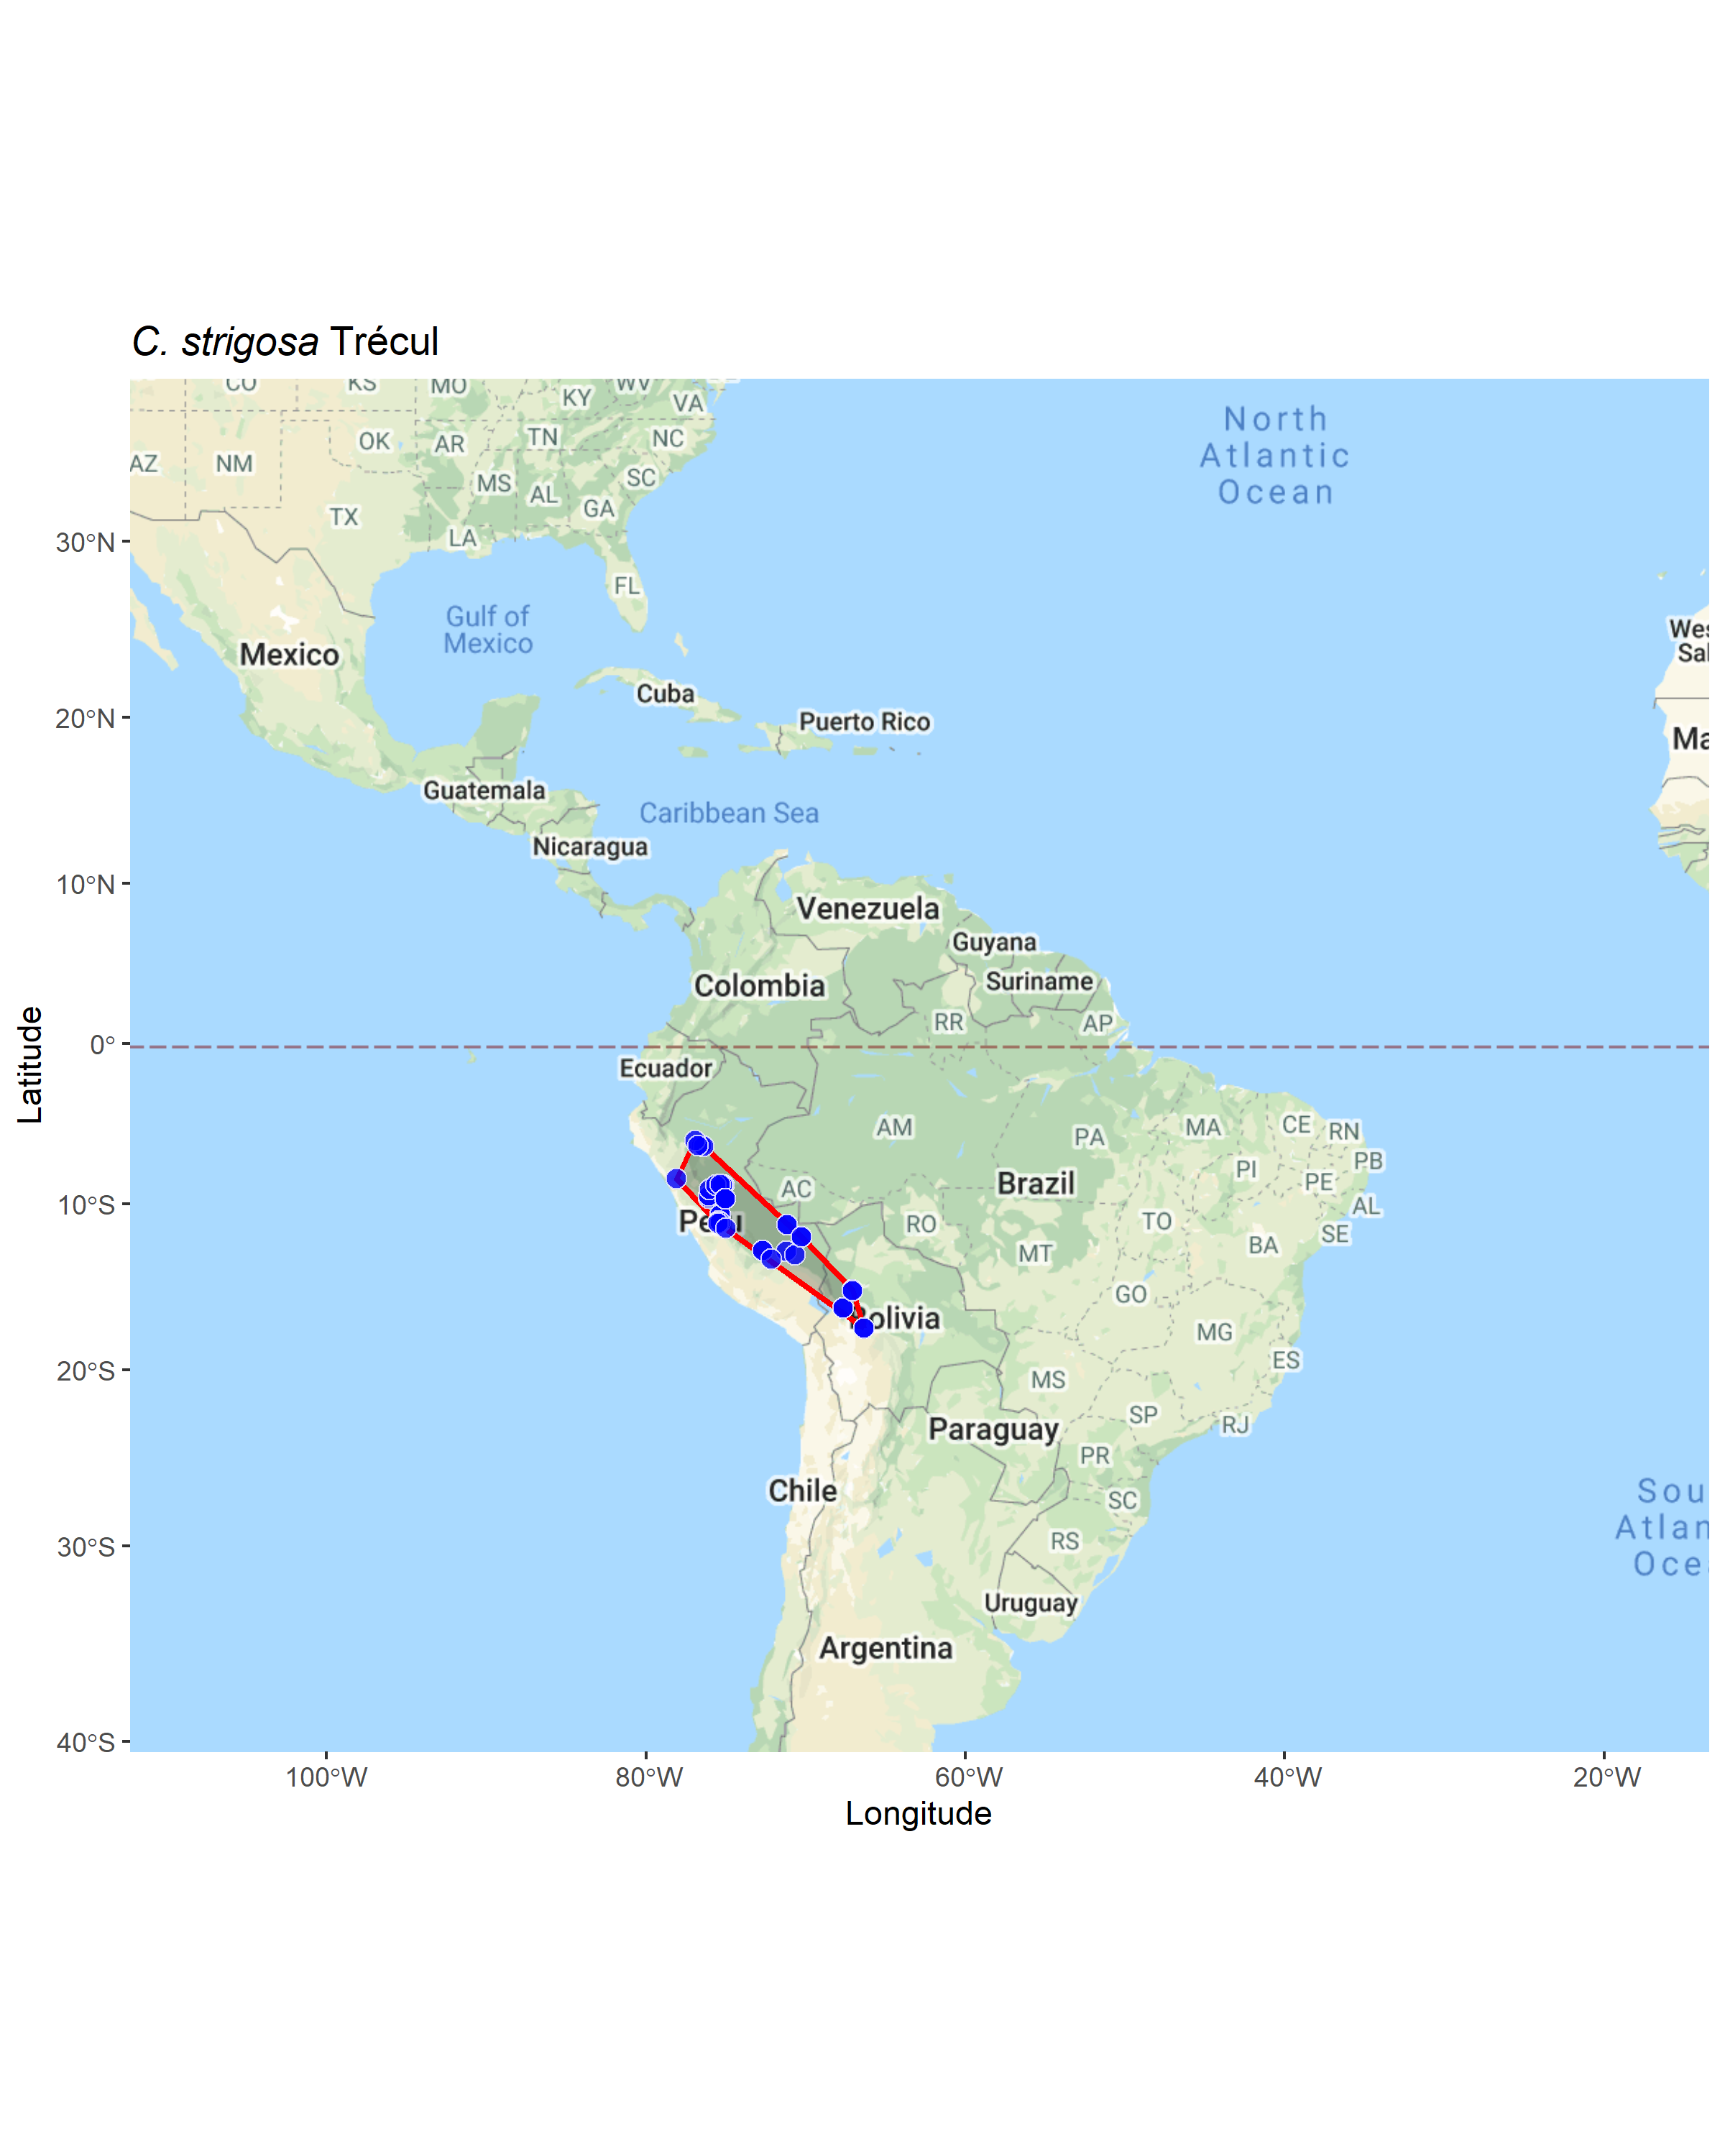 C. strigosa Trécul
CO
KS
MO
WV
KY
VA
OK
AR
TN
NC
AZ
NM
MS
AL
SC
TX
GA
LA
FL
North
Atlantic
Ocean
30°N
Gulf of
Mexico
Mexico
Wes
Sal
20°N
Cuba
Puerto Rico
Ma
Guatemala
Caribbean Sea
Nicaragua
10°N
Venezuela
Guyana
Colombia
Suriname
RR
AP
0°
Ecuador
Latitude
AM
PA
MA
CE
RN
PI
PB
Brazil
PE
AC
10°S
AL
Pe
RO
TO
SE
MT
BA
GO
olivia
MG
ES
20°S
MS
SP
RJ
Paraguay
PR
Chile
SC
Sou
Atlan
Ocea
30°S
RS
Uruguay
Argentina
40°S
100°W
80°W
60°W
40°W
20°W
Longitude